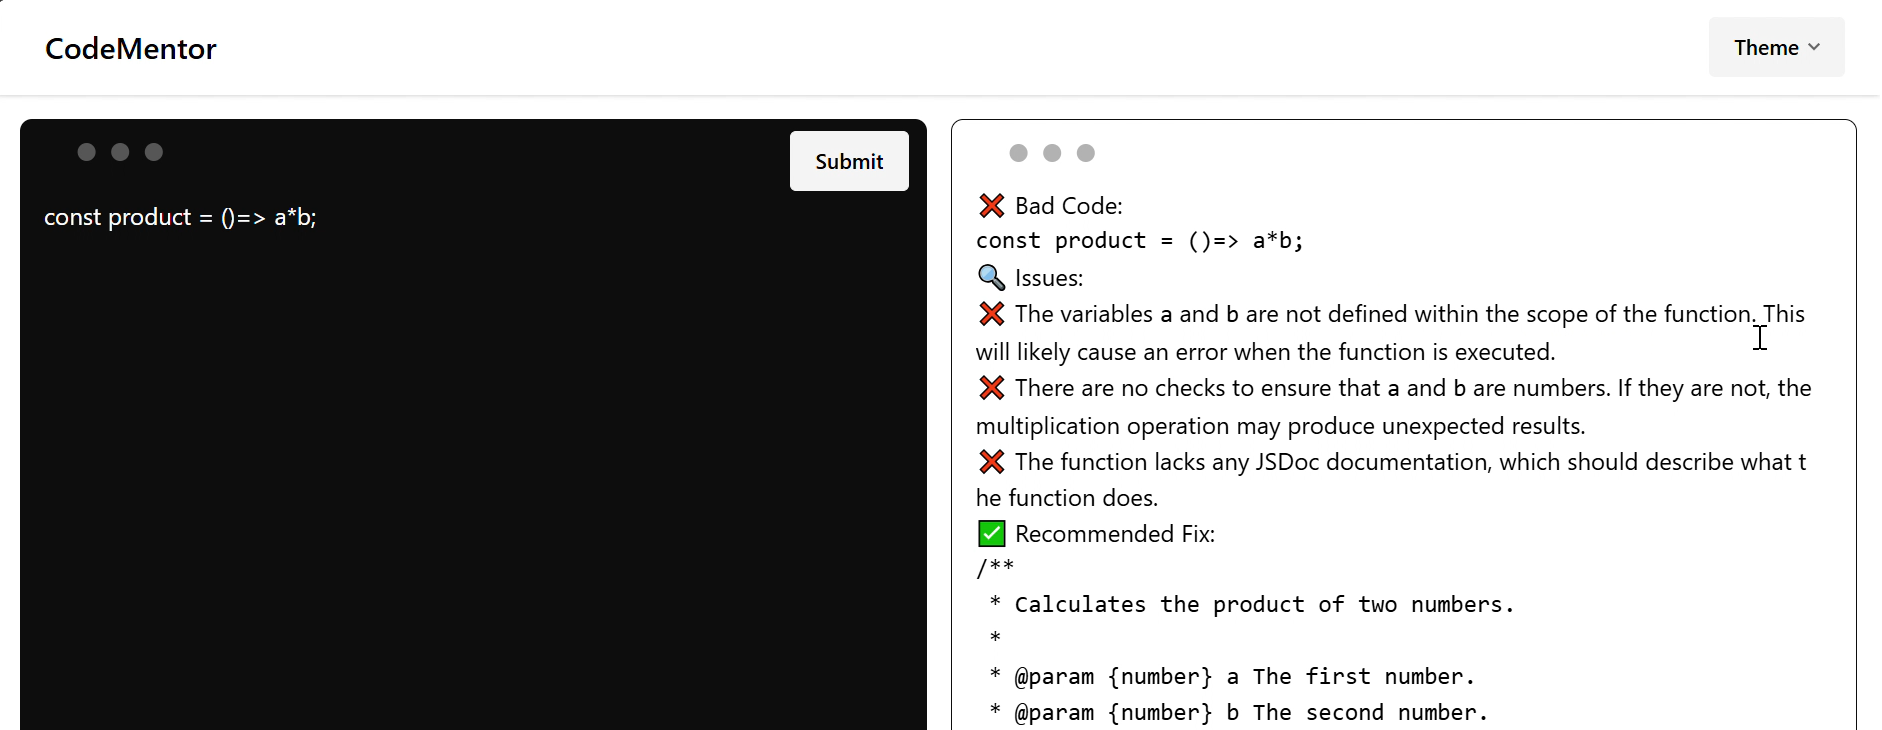 CodeMentor
Theme
Submit
const product = ()=> a*b;
❌ Bad Code:
const product = ()=> a*b;
🔍 Issues:
❌ The variables a and b are not defined within the scope of the function. This
will likely cause an error when the function is executed.
❌ There are no checks to ensure that a and b are numbers. If they are not, the
multiplication operation may produce unexpected results.
❌ The function lacks any JSDoc documentation, which should describe what t
he function does.
✅ Recommended Fix:
/**
 * Calculates the product of two numbers.
 *
 * @param {number} a The first number.
 * @param {number} b The second number.